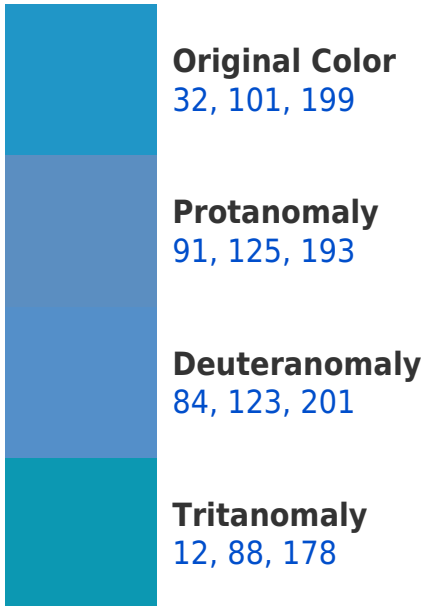 Original Color
32, 101, 199
Protanomaly
91, 125, 193
Deuteranomaly
84, 123, 201
Tritanomaly
12, 88, 178